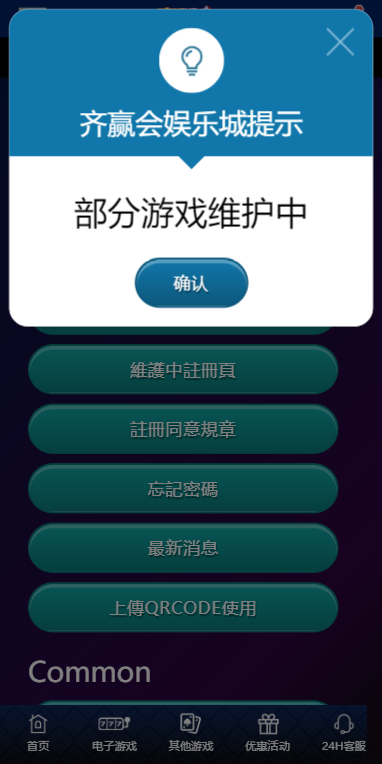 齐赢会娱乐城提示
部分游戏维护中
确认
維護中註冊頁
註冊同意規章
忘記密碼
最新消息
上傳QRCODE使用
Common
777
首页
电子游戏
其他游戏
优惠活动
24H客服